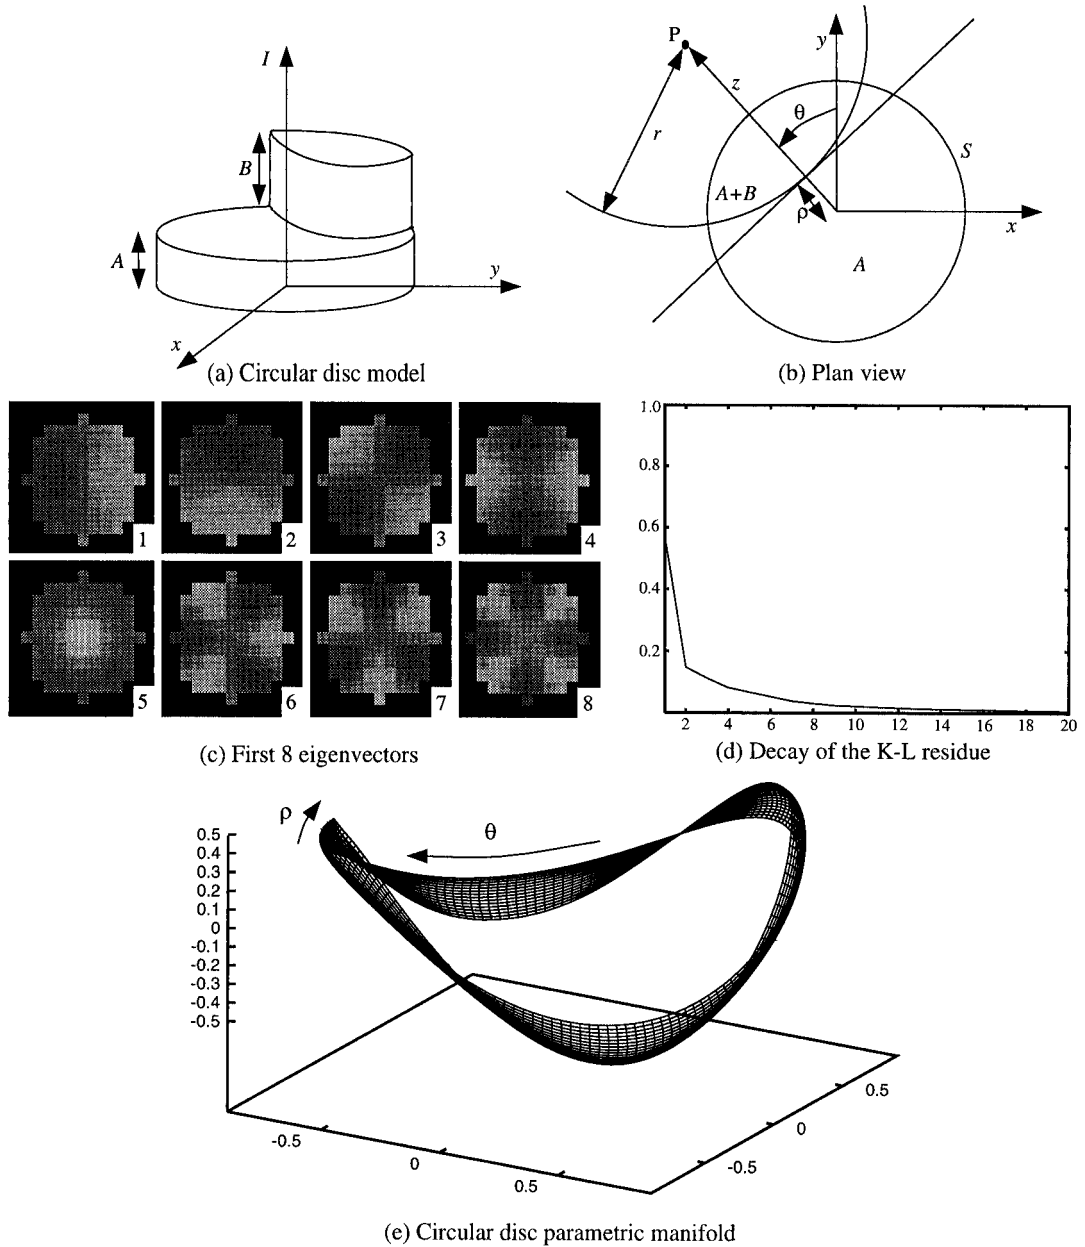 I
B
A
y
x
(a) Circular disc model
P
y
z
θ
r
S
A+B
ρ
x
A
(b) Plan view
1
2
3
4
5
6
7
8
(c) First 8 eigenvectors
1.0
0.8
0.6
0.4
0.2
2 4 6 8 10 12 14 16 18 20
(d) Decay of the K-L residue
ρ
θ
0.5
0.4
0.3
0.2
0.1
0
-0.1
-0.2
-0.3
-0.4
-0.5
-0.5
0
0.5
-0.5
0
0.5
(e) Circular disc parametric manifold